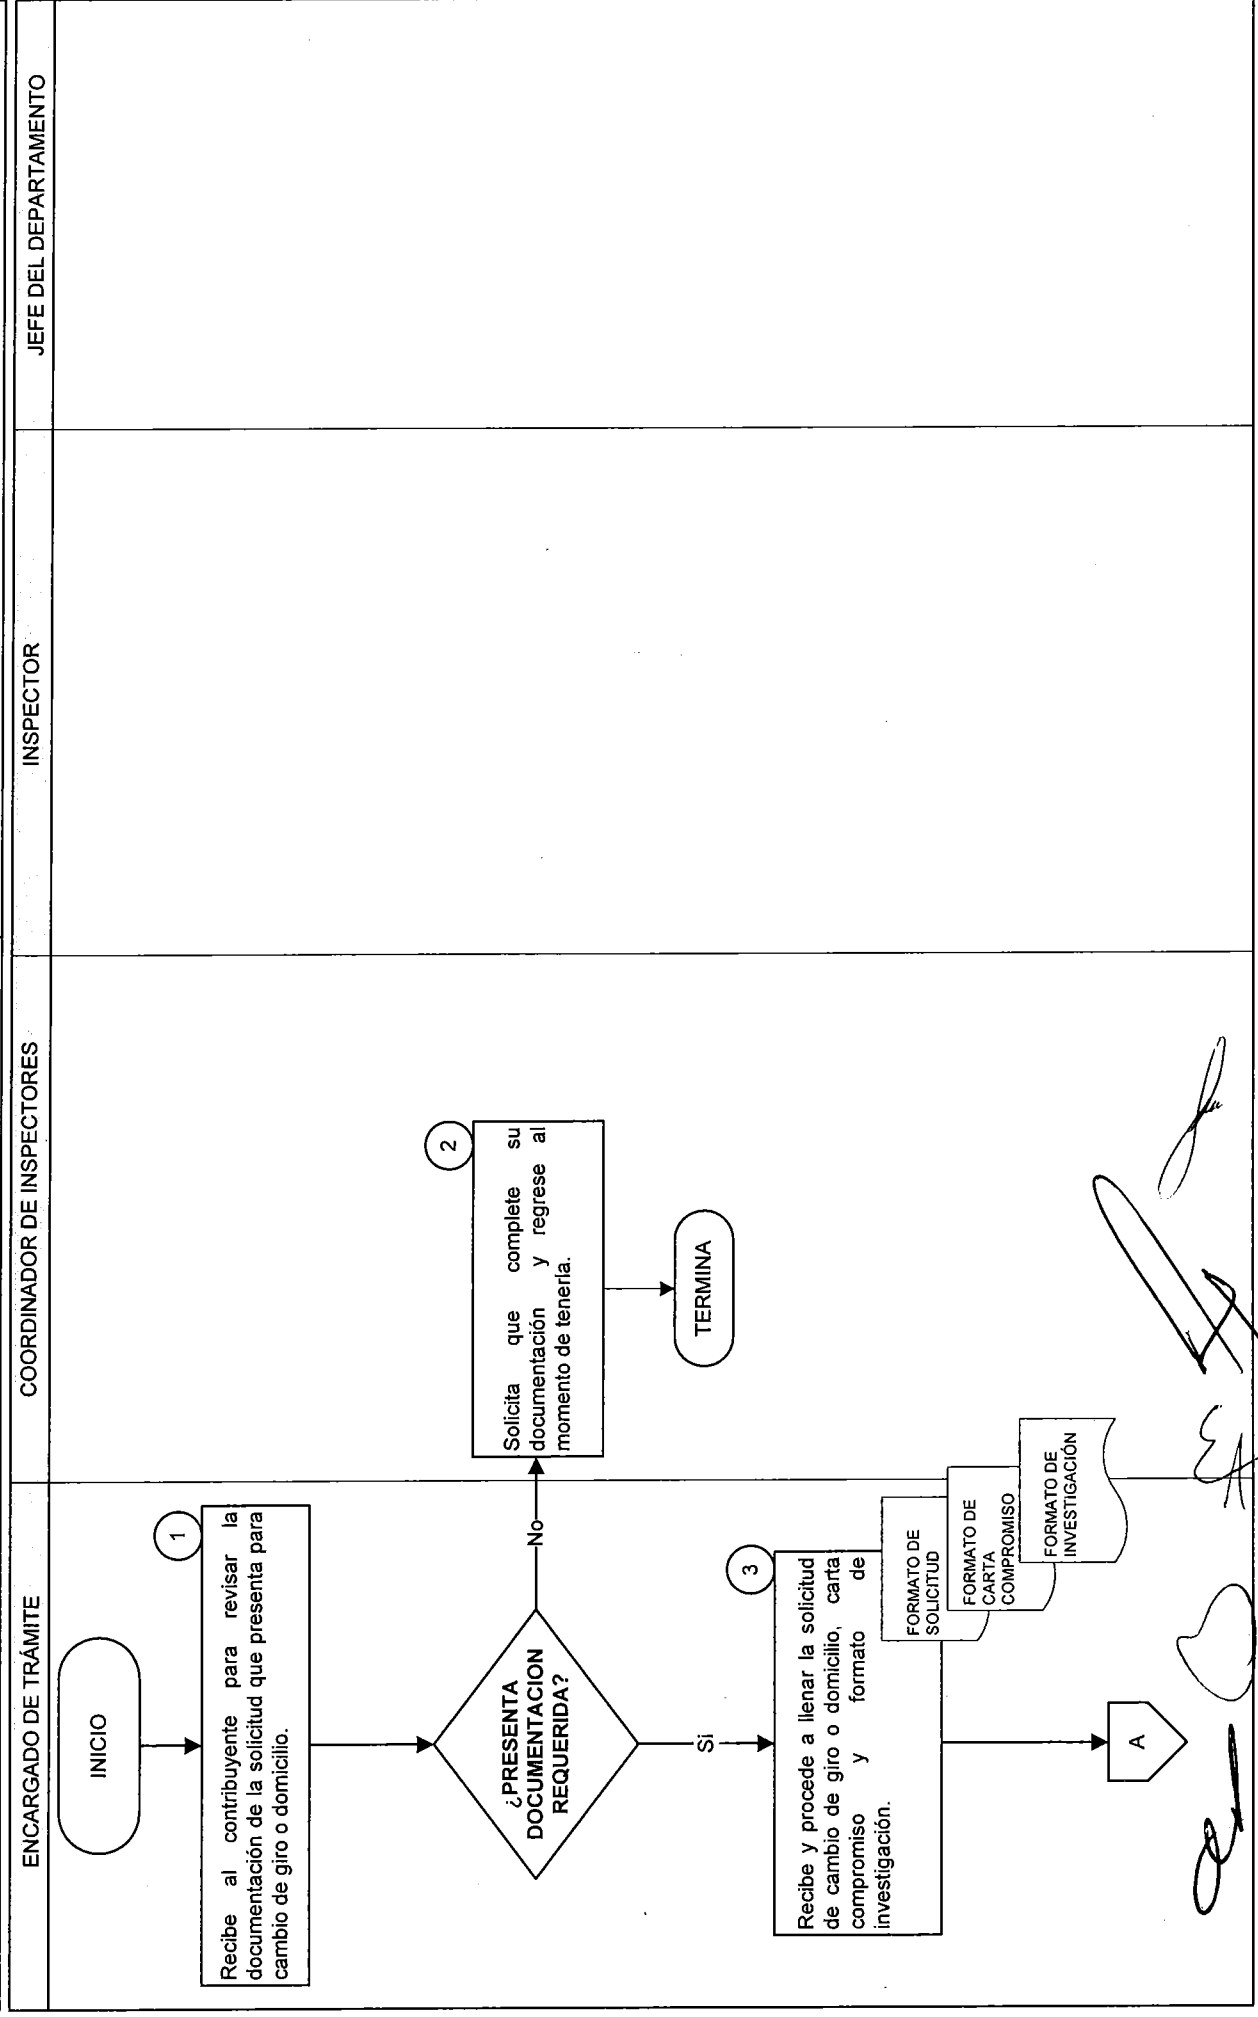 ENCARGADO DE TRÁMITE
COORDINADOR DE INSPECTORES
INSPECTOR
JEFE DEL DEPARTAMENTO
INICIO
1
Recibe al contribuyente para revisar la
documentación de la solicitud que presenta para
cambio de giro o domicilio.
¿PRESENTA
DOCUMENTACION
REQUERIDA?
No
2
Solicita que complete su
documentación y regrese al
momento de tenerla.
TERMINA
Si
3
Recibe y procede a llenar la solicitud
de cambio de giro o domicilio, carta
compromiso y formato de
investigación.
FORMATO DE
SOLICITUD
FORMATO DE
CARTA
COMPROMISO
FORMATO DE
INVESTIGACIÓN
A